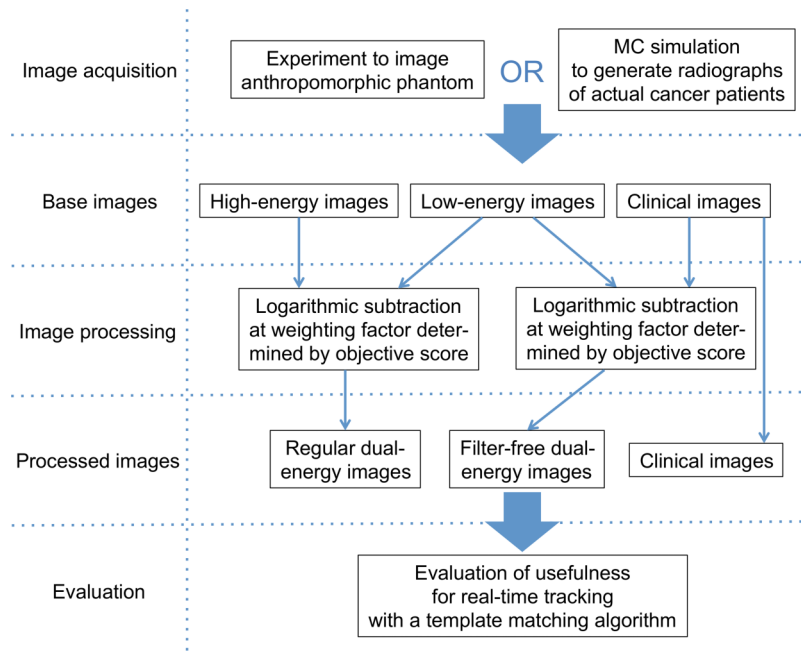 Image acquisition
Experiment to image
anthropomorphic phantom
OR
MC simulation
to generate radiographs
of actual cancer patients
Base images
High-energy images
Low-energy images
Clinical images
Image processing
Logarithmic subtraction
at weighting factor deter-
mined by objective score
Logarithmic subtraction
at weighting factor deter-
mined by objective score
Processed images
Regular dual-
energy images
Filter-free dual-
energy images
Clinical images
Evaluation
Evaluation of usefulness
for real-time tracking
with a template matching algorithm